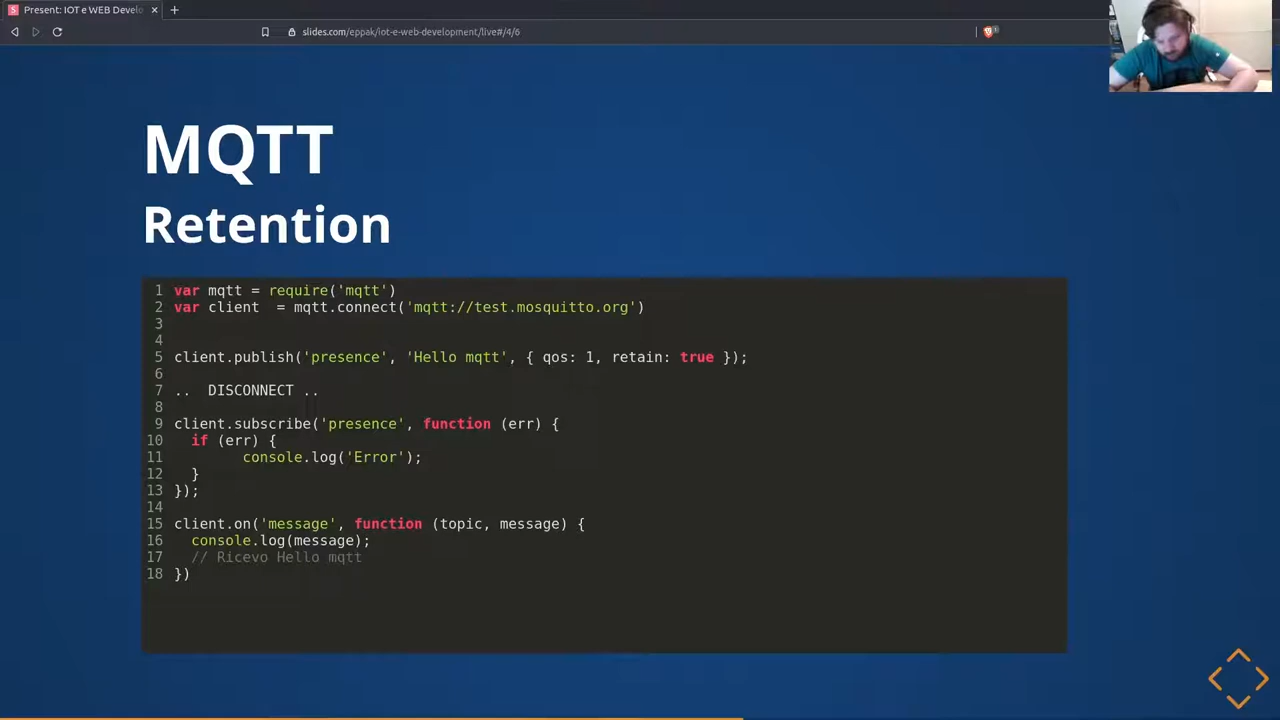 Present: IOT e WEB Develo
slides.com/eppak/iot-e-web-development/live#/4/6
1
MQTT
Retention
1 var mqtt = require('mqtt')
2 var client  = mqtt.connect('mqtt://test.mosquitto.org')
3
4
5 client.publish('presence', 'Hello mqtt', { qos: 1, retain: true });
6
7 ..  DISCONNECT ..
8
9 client.subscribe('presence', function (err) {
10   if (err) {
11         console.log('Error');
12   }
13 });
14
15 client.on('message', function (topic, message) {
16   console.log(message);
17   // Ricevo Hello mqtt
18 })